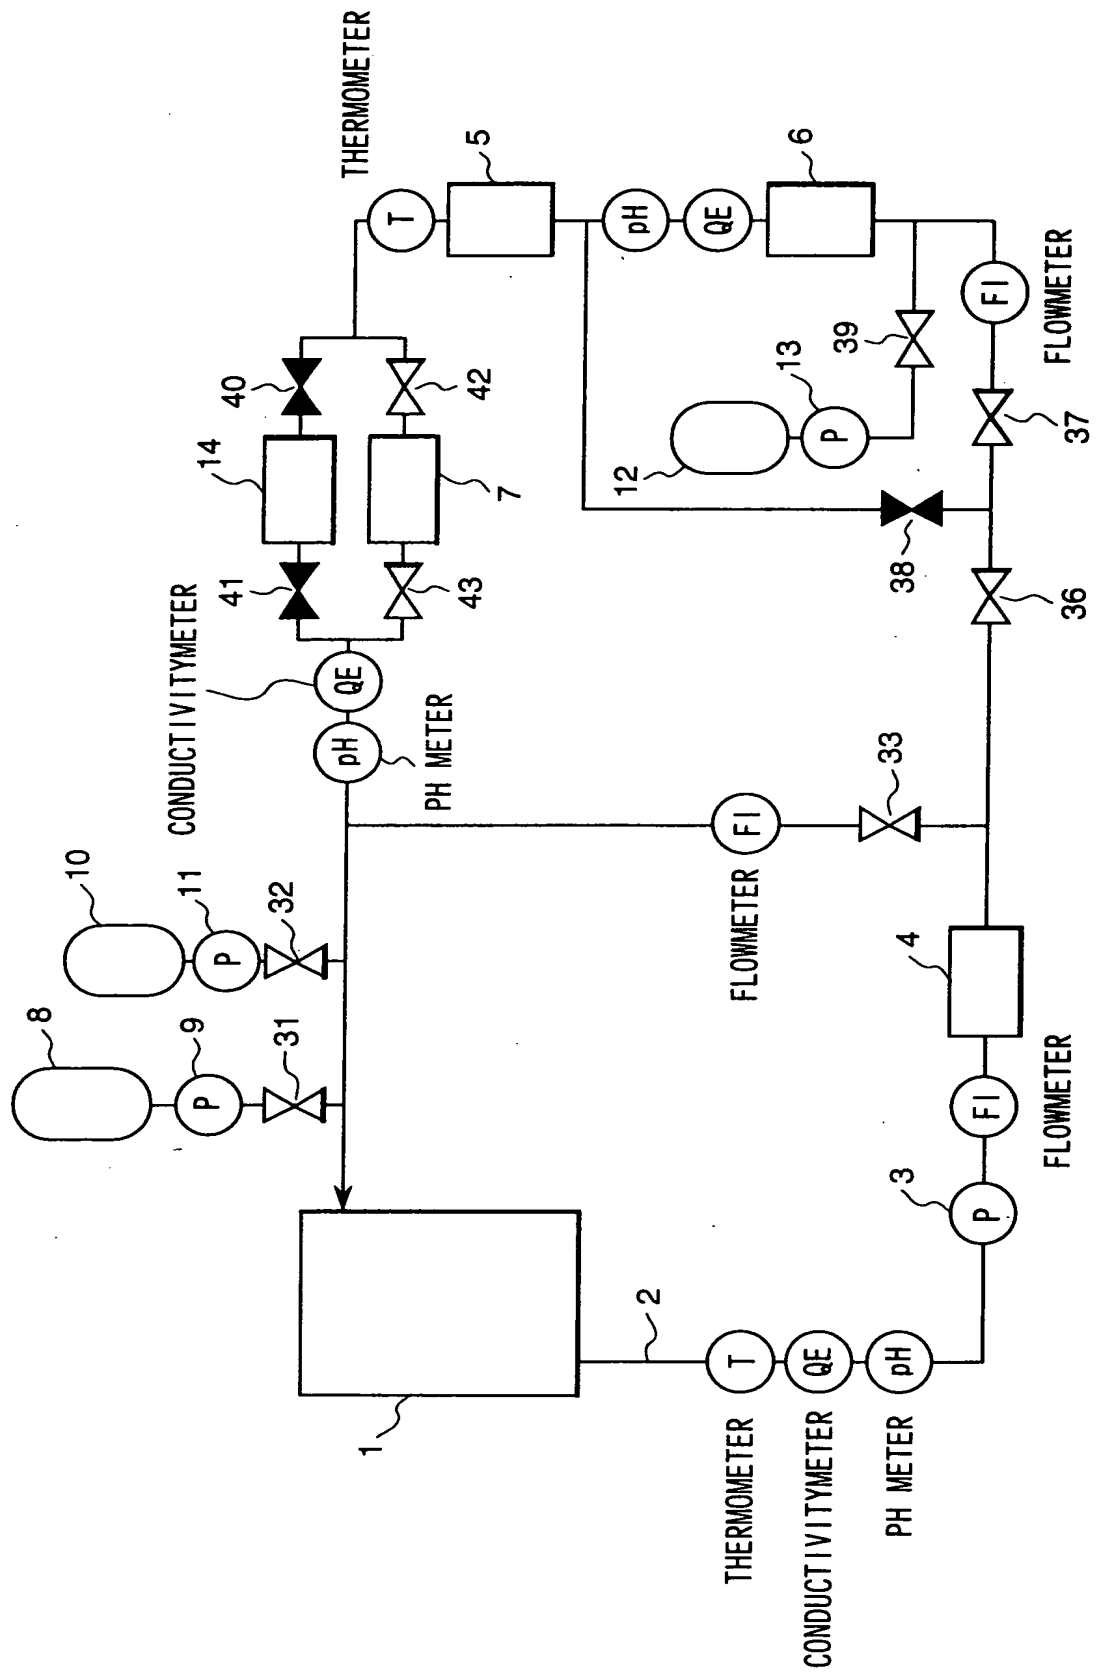 THERMOMETER
T
5
pH
QE
6
FLOWMETER
FI
39
13
P
12
37
40
42
14
7
38
41
43
36
CONDUCTIVITYMETER
QE
pH
PH METER
33
FI
FLOWMETER
10
11
P
32
4
8
9
P
31
FI
FLOWMETER
3
P
1
2
T
QE
pH
THERMOMETER
CONDUCTIVITYMETER
PH METER